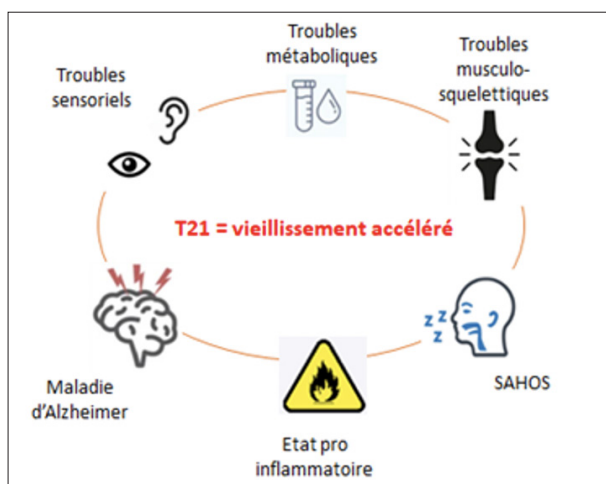 Troubles
métaboliques
Troubles
musculo-
squelettiques
Troubles
sensoriels
T21 = vieillissement accéléré
Maladie
d'Alzheimer
Etat pro
inflammatoire
SAHOS
z z
z